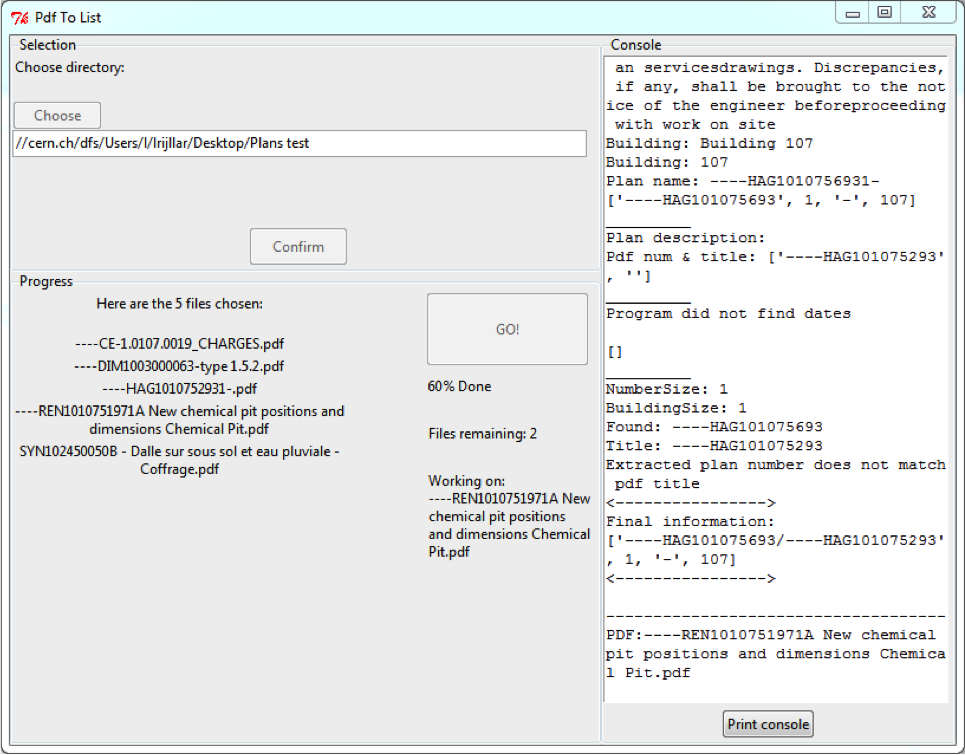 Pdf To List
Selection
Choose directory:
Choose
//cern.ch/dfs/Users/l/lrijllar/Desktop/Plans test
Confirm
Progress
Here are the 5 files chosen:
----CE-1.0107.0019_CHARGES.pdf
----DIM1003000063-type 1.5.2.pdf
----HAG1010752931-.pdf
----REN1010751971A New chemical pit positions and
dimensions Chemical Pit.pdf
SYN102450050B - Dalle sur sous sol et eau pluviale -
Coffrage.pdf
GO!
60% Done
Files remaining: 2
Working on:
----REN1010751971A New
chemical pit positions
and dimensions Chemical
Pit.pdf
Console
an servicesdrawings. Discrepancies,
if any, shall be brought to the not
ice of the engineer beforeproceeding
with work on site
Building: Building 107
Building: 107
Plan name: ----HAG1010756931-
['----HAG101075693', 1, '-', 107]
_________
Plan description:
Pdf num & title: ['----HAG101075293'
, '']
_________
Program did not find dates
[]
_________
NumberSize: 1
BuildingSize: 1
Found: ----HAG101075693
Title: ----HAG101075293
Extracted plan number does not match
pdf title
<---------------->
Final information:
['----HAG101075693/----HAG101075293'
, 1, '-', 107]
<---------------->
------------------------------------
PDF:----REN1010751971A New chemical
pit positions and dimensions Chemica
l Pit.pdf
Print console